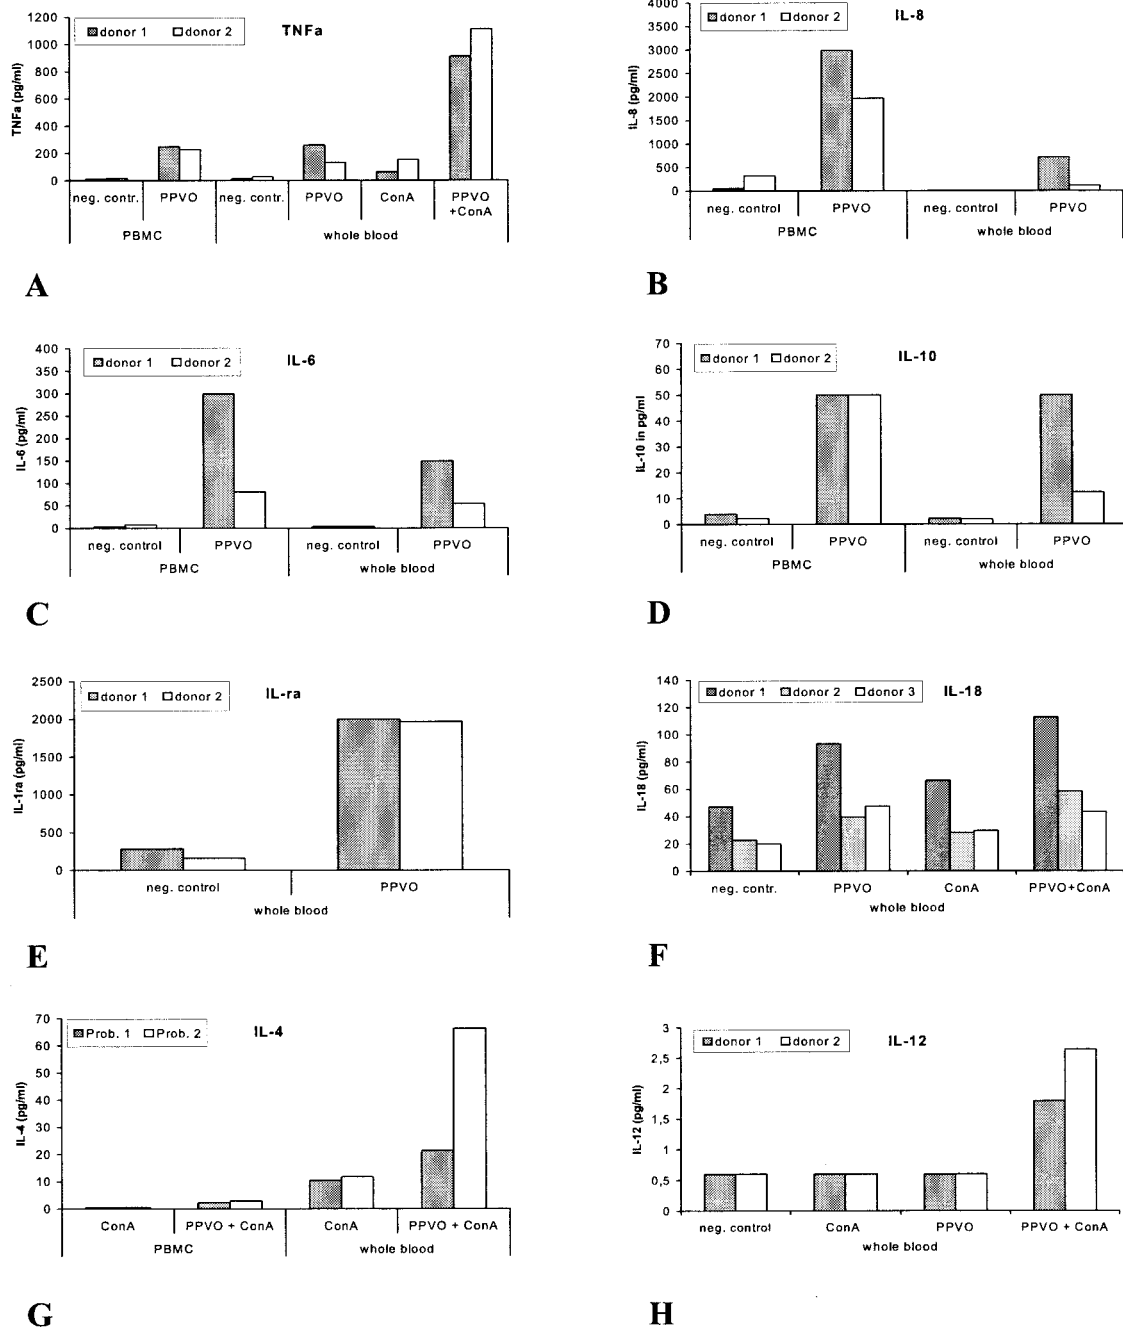 donor 1 donor 2 TNFa
1200
1000
800
600
400
200
0
TNFa (pg/ml)
neg. contr. PPVO neg. contr. PPVO ConA PPVO
+ConA
PBMC whole blood
A
donor 1 donor 2 IL-8
4000
3500
3000
2500
2000
1500
1000
500
0
IL-8 (pg/ml)
neg. control PPVO neg. control PPVO
PBMC whole blood
B
donor 1 donor 2 IL-6
400
350
300
250
200
150
100
50
0
IL-6 (pg/ml)
neg. control PPVO neg. control PPVO
PBMC whole blood
C
donor 1 donor 2 IL-10
70
60
50
40
30
20
10
0
IL-10 in pg/ml
neg. control PPVO neg. control PPVO
PBMC whole blood
D
donor 1 donor 2 IL-ra
2500
2000
1500
1000
500
0
IL-1ra (pg/ml)
neg. control PPVO
whole blood
E
donor 1 donor 2 donor 3 IL-18
140
120
100
80
60
40
20
0
IL-18 (pg/ml)
neg. contr. PPVO ConA PPVO+ConA
whole blood
F
Prob. 1 Prob. 2 IL-4
70
60
50
40
30
20
10
0
IL-4 (pg/ml)
ConA PPVO + ConA ConA PPVO + ConA
PBMC whole blood
G
donor 1 donor 2 IL-12
3
2,5
2
1,5
1
0,5
0
IL-12 (pg/ml)
neg. control ConA PPVO PPVO + ConA
whole blood
H